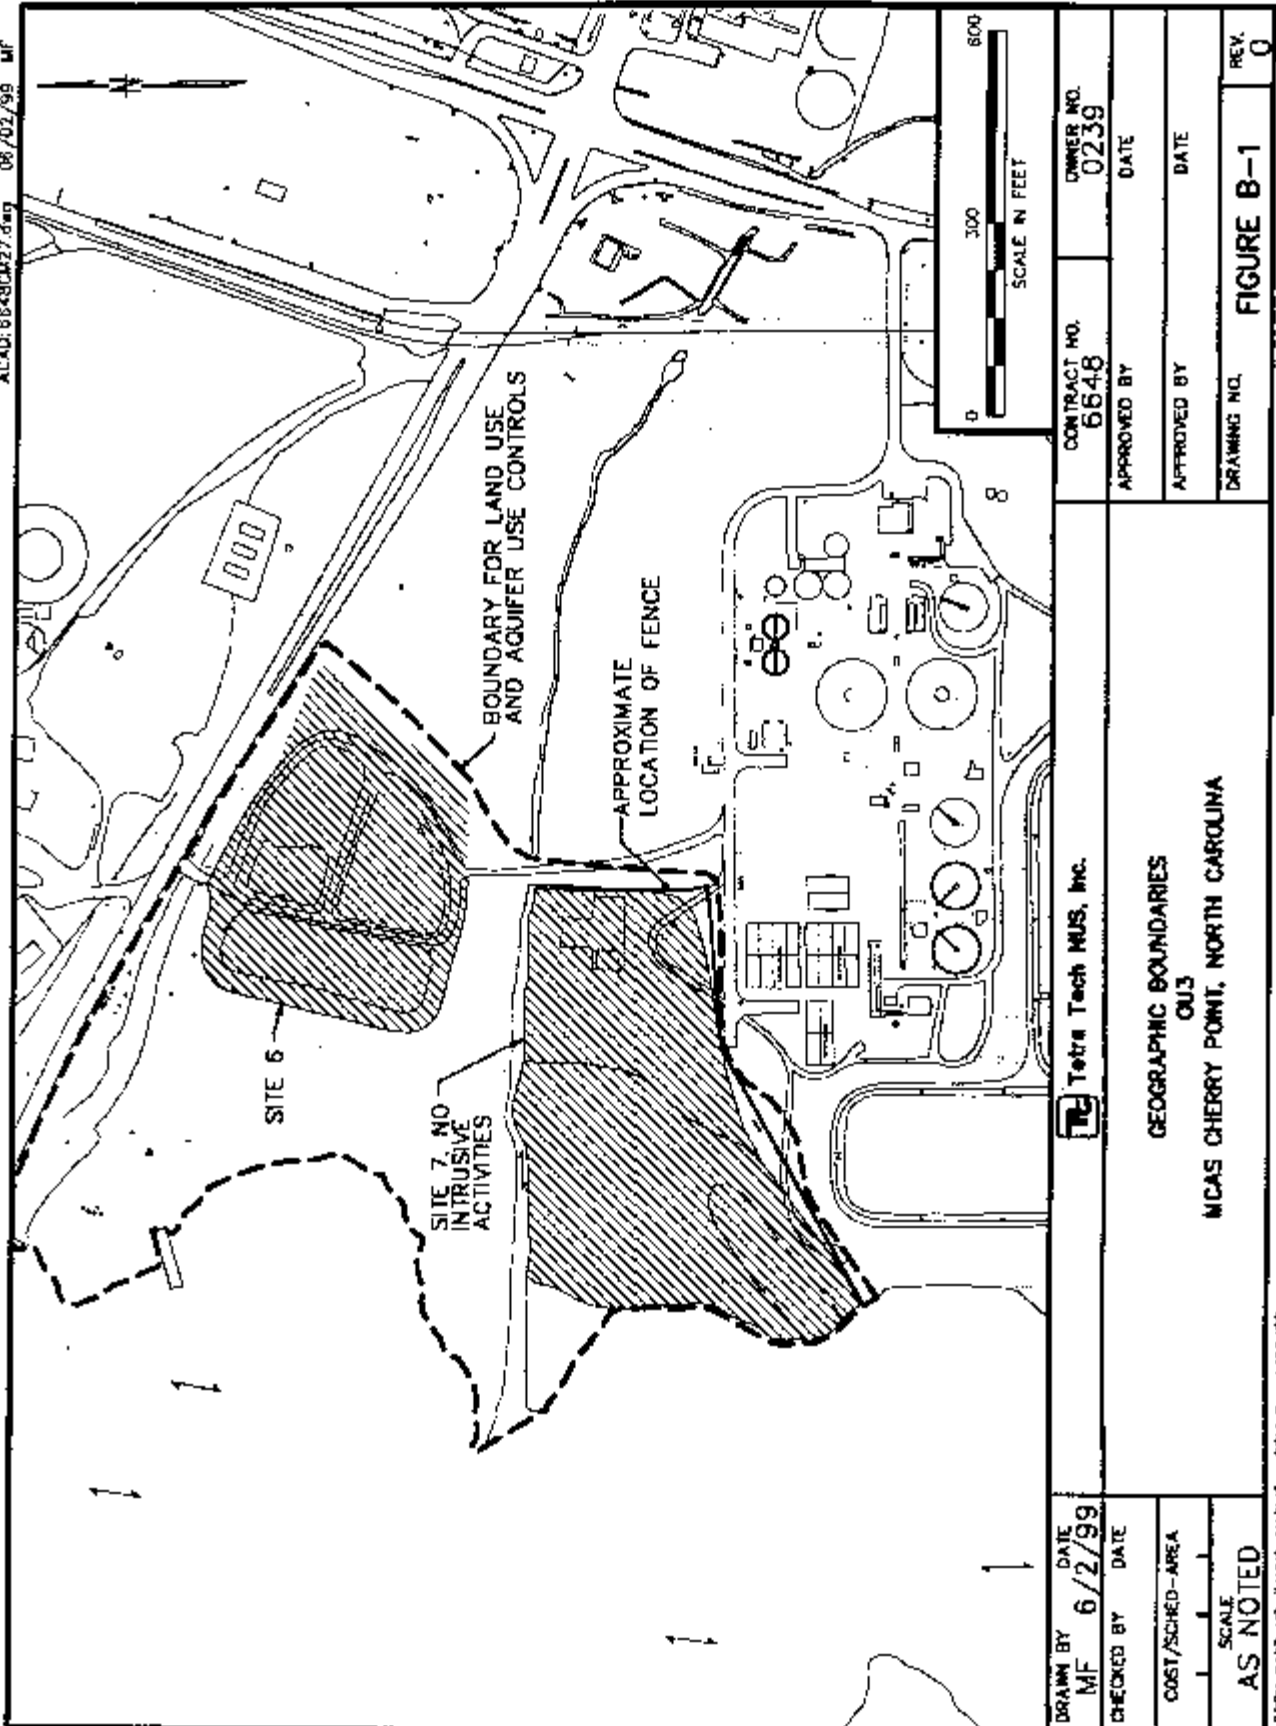 06/02/99 MF
BOUNDARY FOR LAND USE
AND AQUIFER USE CONTROLS
APPROXIMATE
LOCATION OF FENCE
SITE 6
SITE 7, NO
INTRUSIVE
ACTIVITIES
0 300 600
SCALE IN FEET
DRAWN BY DATE
MF 6/2/99
CHECKED BY DATE
COST/SCHED-AREA
SCALE
AS NOTED
Tetra Tech NUS, Inc.
GEOGRAPHIC BOUNDARIES
OU3
MCAS CHERRY POINT, NORTH CAROLINA
CONTRACT NO.
6648
OWNER NO.
0239
APPROVED BY DATE
APPROVED BY DATE
DRAWING NO.
FIGURE B-1
REV.
0